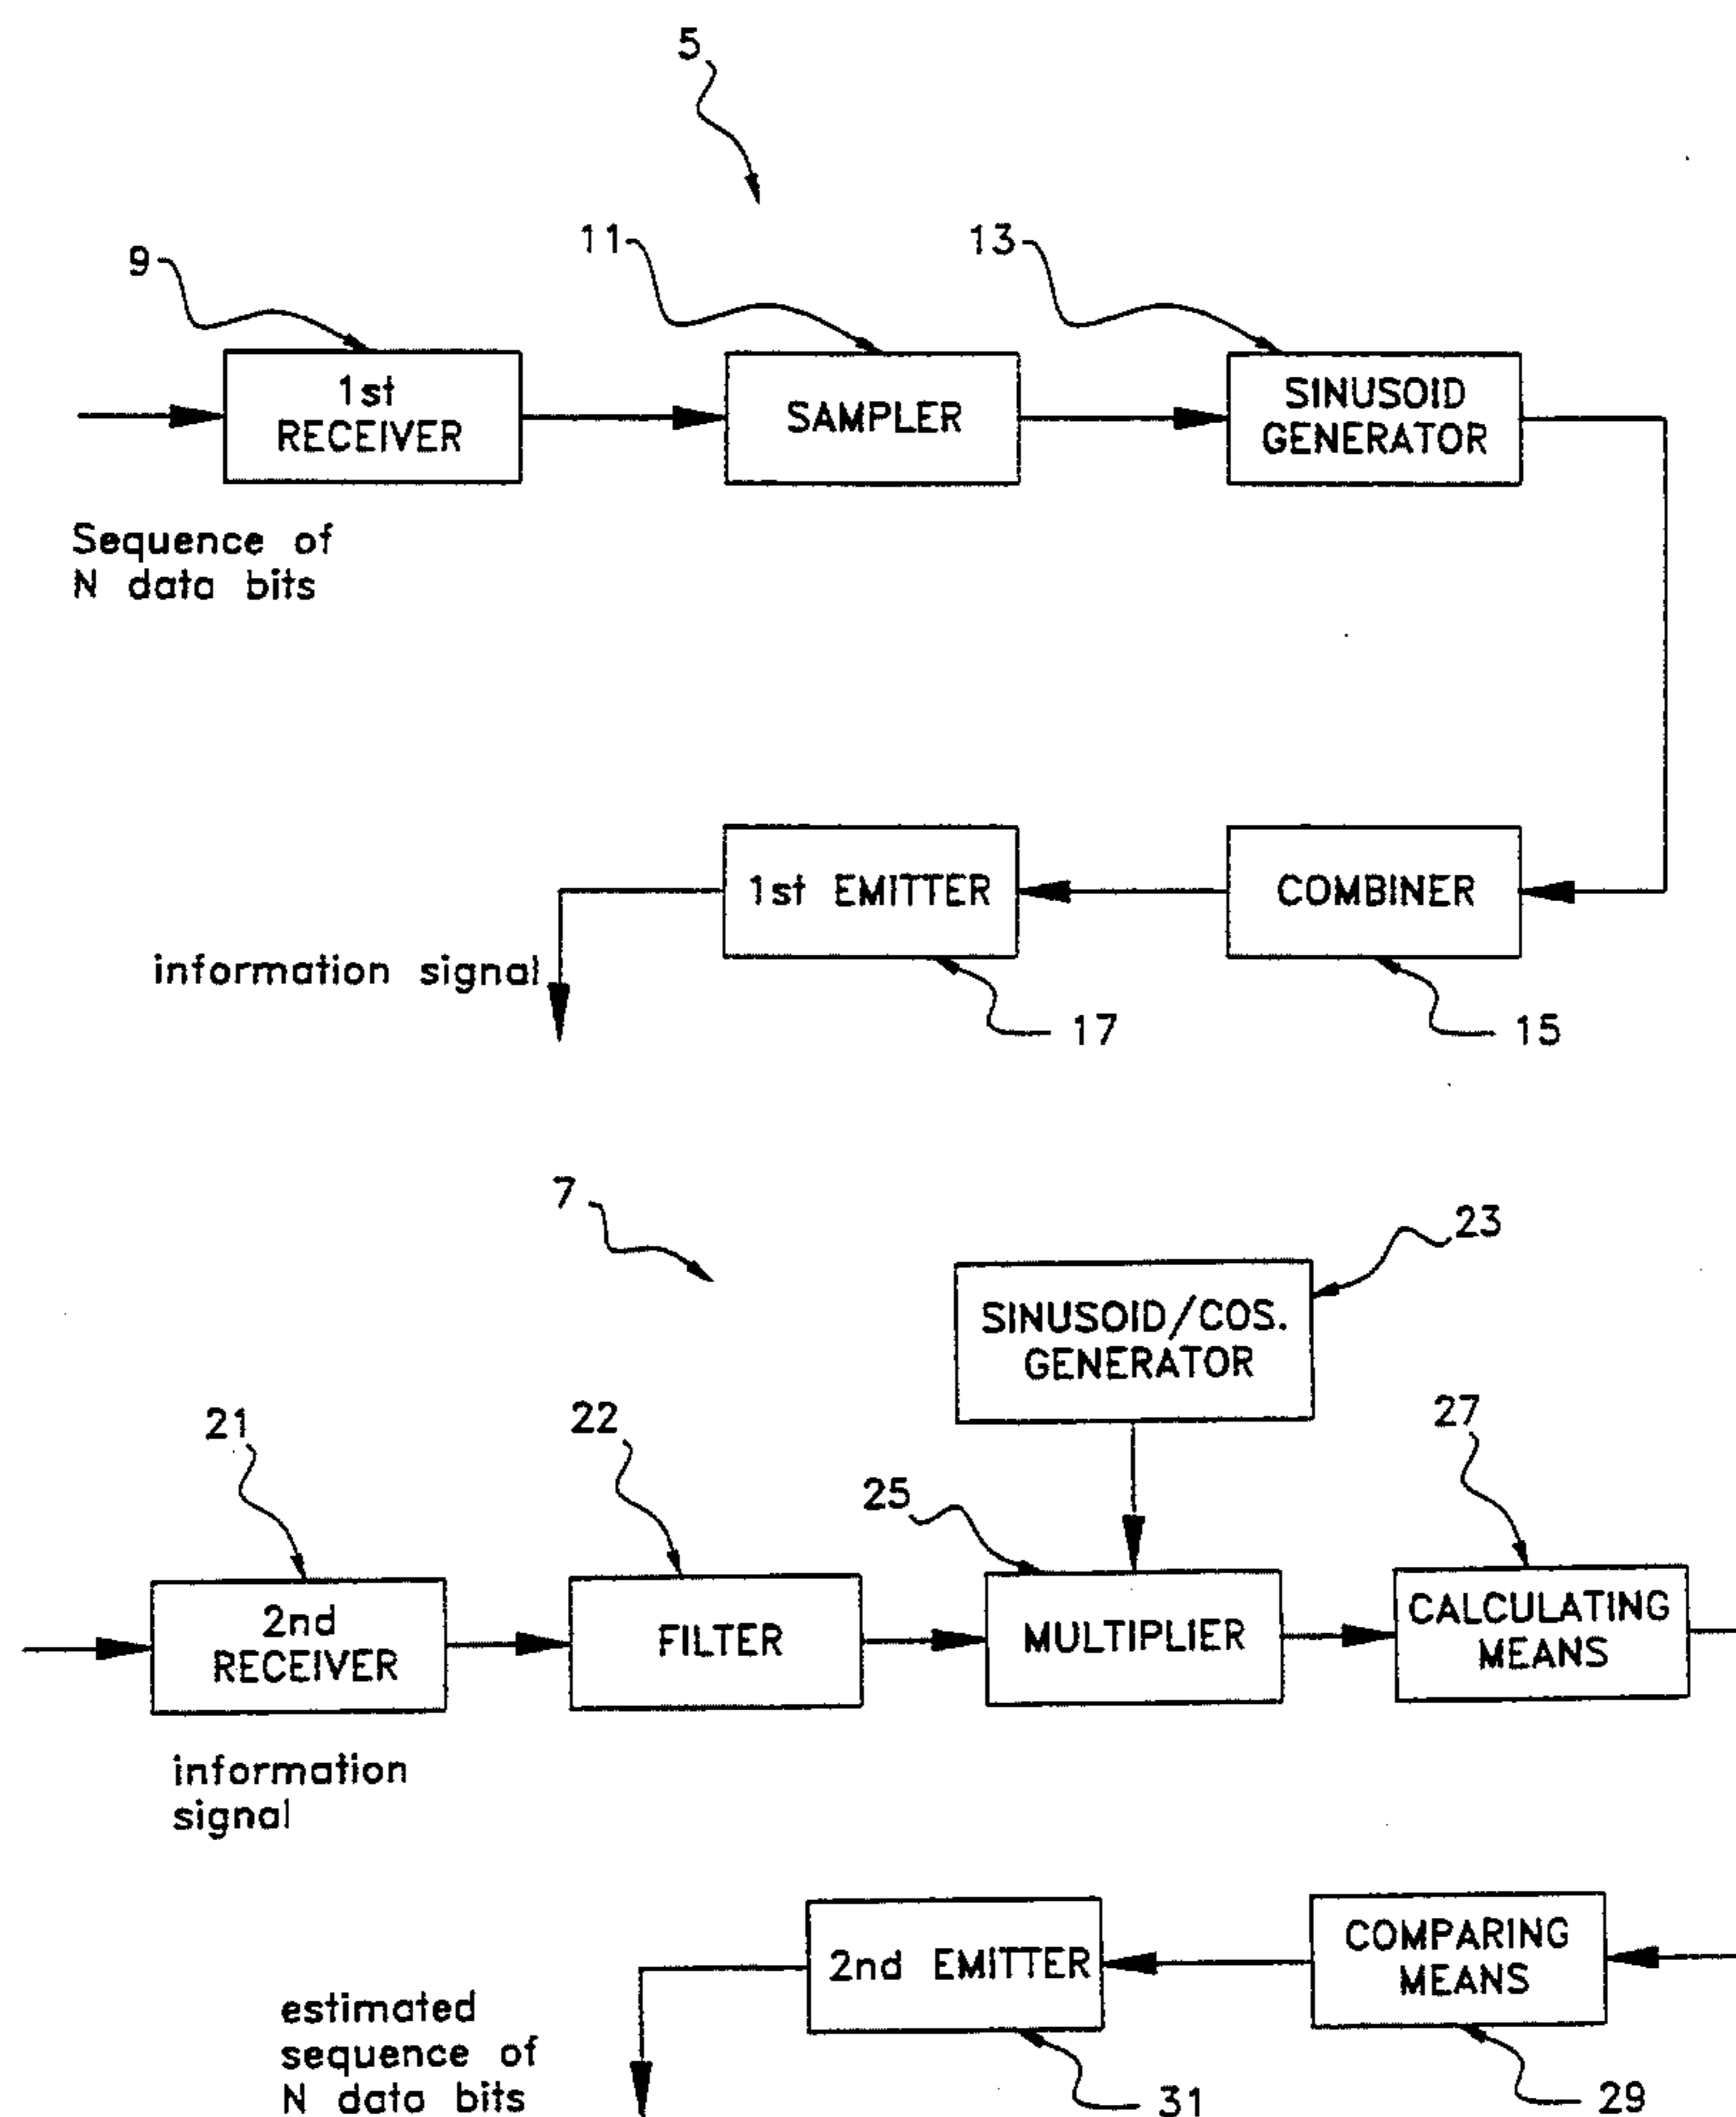 5
9
11
13
1st
RECEIVER
SAMPLER
SINUSOID
GENERATOR
Sequence of
N data bits
1st EMITTER
COMBINER
information signal
17
15
7
23
SINUSOID/COS.
GENERATOR
21
22
25
27
2nd
RECEIVER
FILTER
MULTIPLIER
CALCULATING
MEANS
information
signal
2nd EMITTER
COMPARING
MEANS
estimated
sequence of
N data bits
31
29